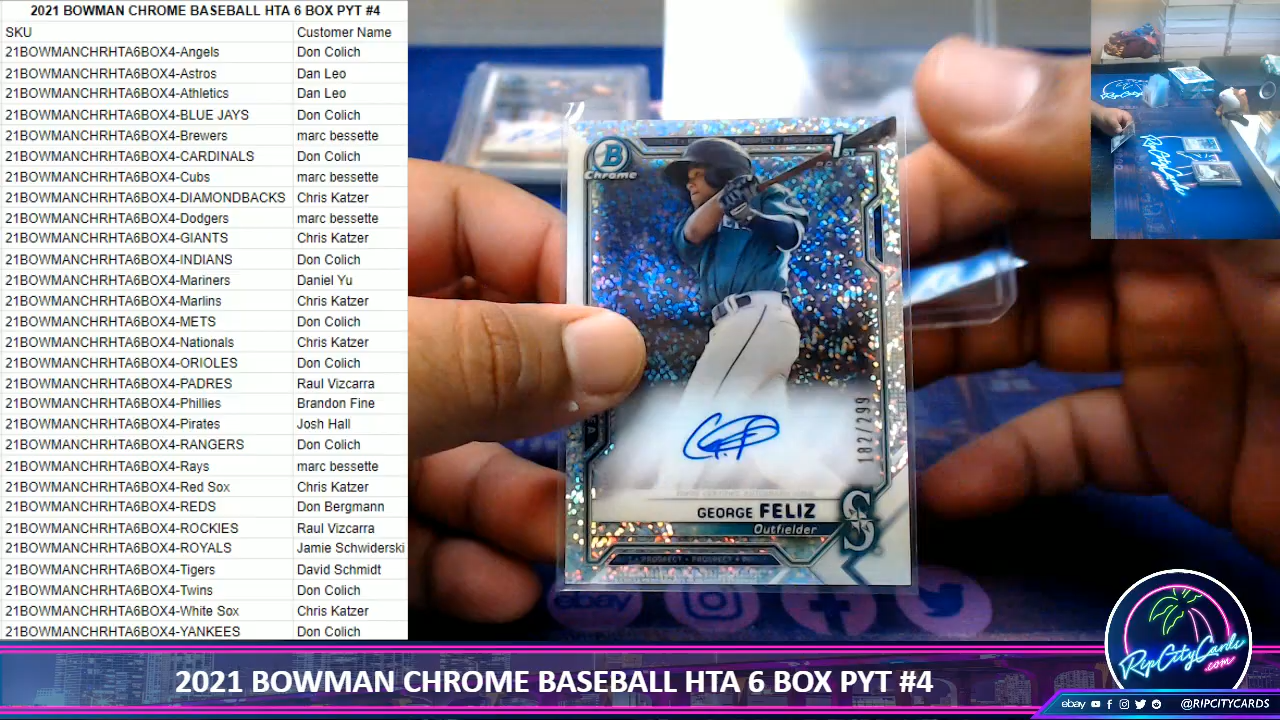 2021 BOWMAN CHROME BASEBALL HTA 6 BOX PYT #4
SKU Customer Name
21BOWMANCHRHTA6BOX4-Angels Don Colich
21BOWMANCHRHTA6BOX4-Astros Dan Leo
21BOWMANCHRHTA6BOX4-Athletics Dan Leo
21BOWMANCHRHTA6BOX4-BLUE JAYS Don Colich
21BOWMANCHRHTA6BOX4-Brewers marc bessette
21BOWMANCHRHTA6BOX4-CARDINALS Don Colich
21BOWMANCHRHTA6BOX4-Cubs marc bessette
21BOWMANCHRHTA6BOX4-DIAMONDBACKS Chris Katzer
21BOWMANCHRHTA6BOX4-Dodgers marc bessette
21BOWMANCHRHTA6BOX4-GIANTS Chris Katzer
21BOWMANCHRHTA6BOX4-INDIANS Don Colich
21BOWMANCHRHTA6BOX4-Mariners Daniel Yu
21BOWMANCHRHTA6BOX4-Marlins Chris Katzer
21BOWMANCHRHTA6BOX4-METS Don Colich
21BOWMANCHRHTA6BOX4-Nationals Chris Katzer
21BOWMANCHRHTA6BOX4-ORIOLES Don Colich
21BOWMANCHRHTA6BOX4-PADRES Raul Vizcarra
21BOWMANCHRHTA6BOX4-Phillies Brandon Fine
21BOWMANCHRHTA6BOX4-Pirates Josh Hall
21BOWMANCHRHTA6BOX4-RANGERS Don Colich
21BOWMANCHRHTA6BOX4-Rays marc bessette
21BOWMANCHRHTA6BOX4-Red Sox Chris Katzer
21BOWMANCHRHTA6BOX4-REDS Don Bergmann
21BOWMANCHRHTA6BOX4-ROCKIES Raul Vizcarra
21BOWMANCHRHTA6BOX4-ROYALS Jamie Schwiderski
21BOWMANCHRHTA6BOX4-Tigers David Schmidt
21BOWMANCHRHTA6BOX4-Twins Don Colich
21BOWMANCHRHTA6BOX4-White Sox Chris Katzer
21BOWMANCHRHTA6BOX4-YANKEES Don Colich
B
Chrome
1st
182/299
GEORGE FELIZ
Outfielder
PROSPECT • PROSPECT
ebay
RipCityCards
RipCityCards
.com
2021 BOWMAN CHROME BASEBALL HTA 6 BOX PYT #4
ebay @RIPCITYCARDS